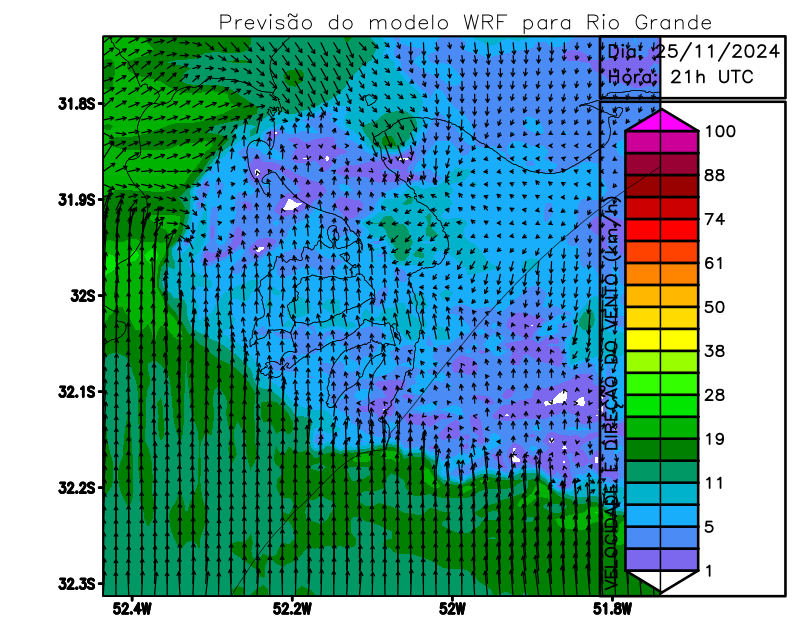 Previsão do modelo WRF para Rio Grande
Dia: 25/11/2024
Hora: 21h UTC
31.8S
31.9S
32S
32.1S
32.2S
32.3S
52.4W
52.2W
52W
51.8W
VELOCIDADE E DIREÇÃO DO VENTO (km/h)
100
88
74
61
50
38
28
19
11
5
1